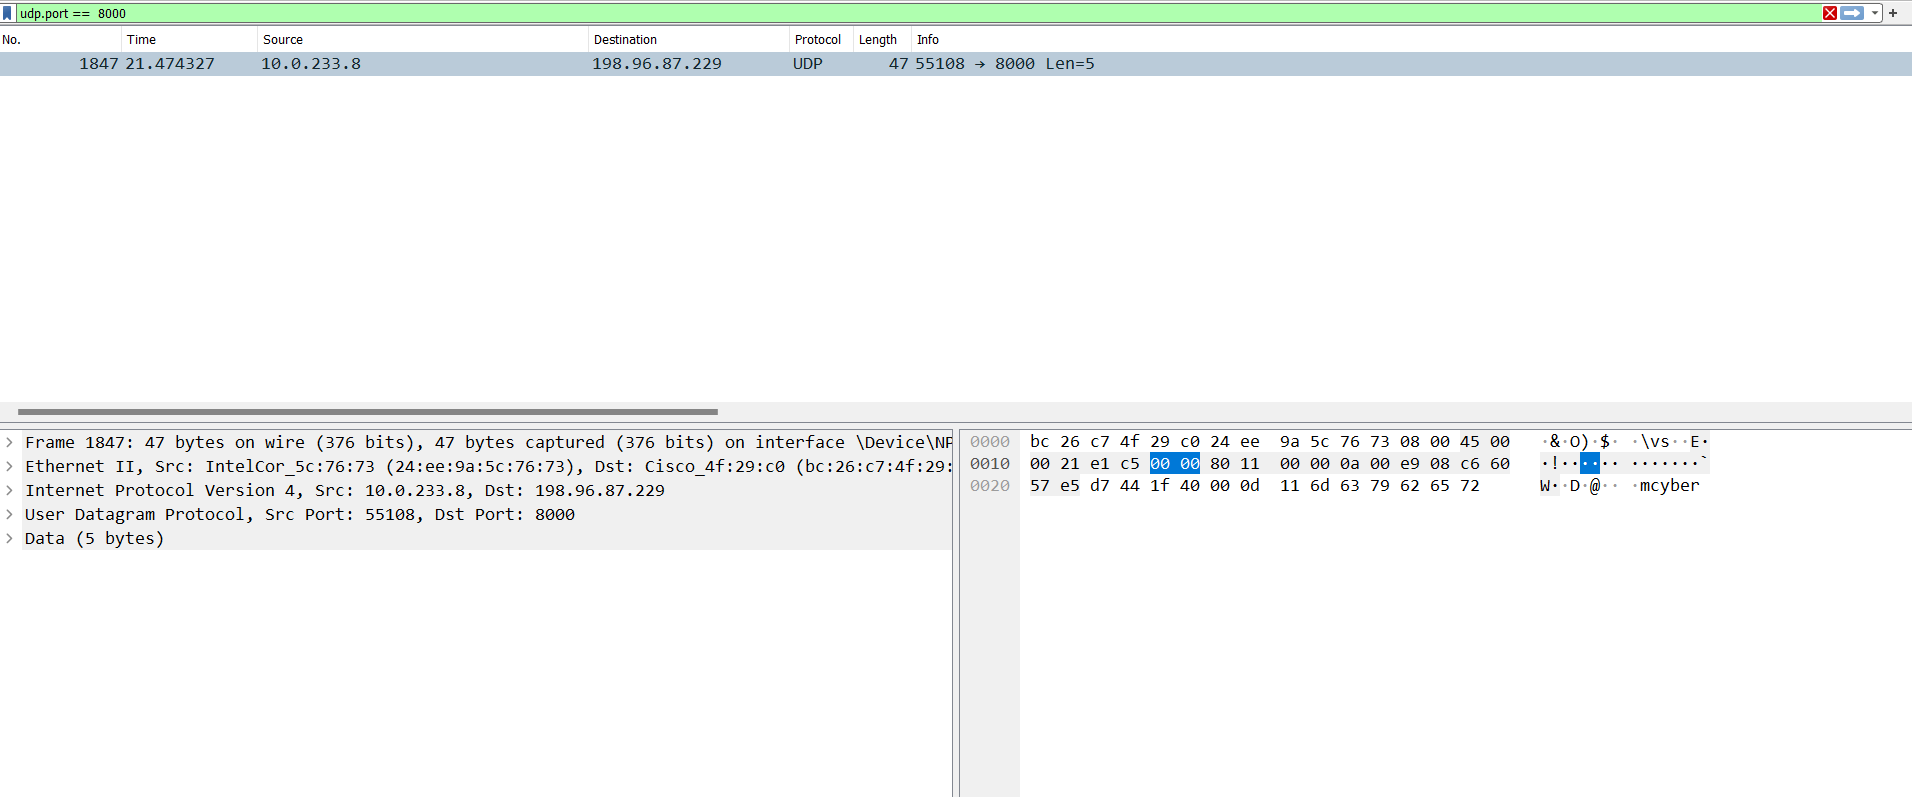 udp.port == 8000
No. Time Source Destination Protocol Length Info
1847 21.474327 10.0.233.8 198.96.87.229 UDP 47 55108 → 8000 Len=5
Frame 1847: 47 bytes on wire (376 bits), 47 bytes captured (376 bits) on interface \Device\NP
Ethernet II, Src: IntelCor_5c:76:73 (24:ee:9a:5c:76:73), Dst: Cisco_4f:29:c0 (bc:26:c7:4f:29:
Internet Protocol Version 4, Src: 10.0.233.8, Dst: 198.96.87.229
User Datagram Protocol, Src Port: 55108, Dst Port: 8000
Data (5 bytes)
0000 bc 26 c7 4f 29 c0 24 ee 9a 5c 76 73 08 00 45 00 ·&·O)·$· ·\vs··E·
0010 00 21 e1 c5 00 00 80 11 00 00 0a 00 e9 08 c6 60 ·!······ ·······`
0020 57 e5 d7 44 1f 40 00 0d 11 6d 63 79 62 65 72 W··D·@·· ·mcyber